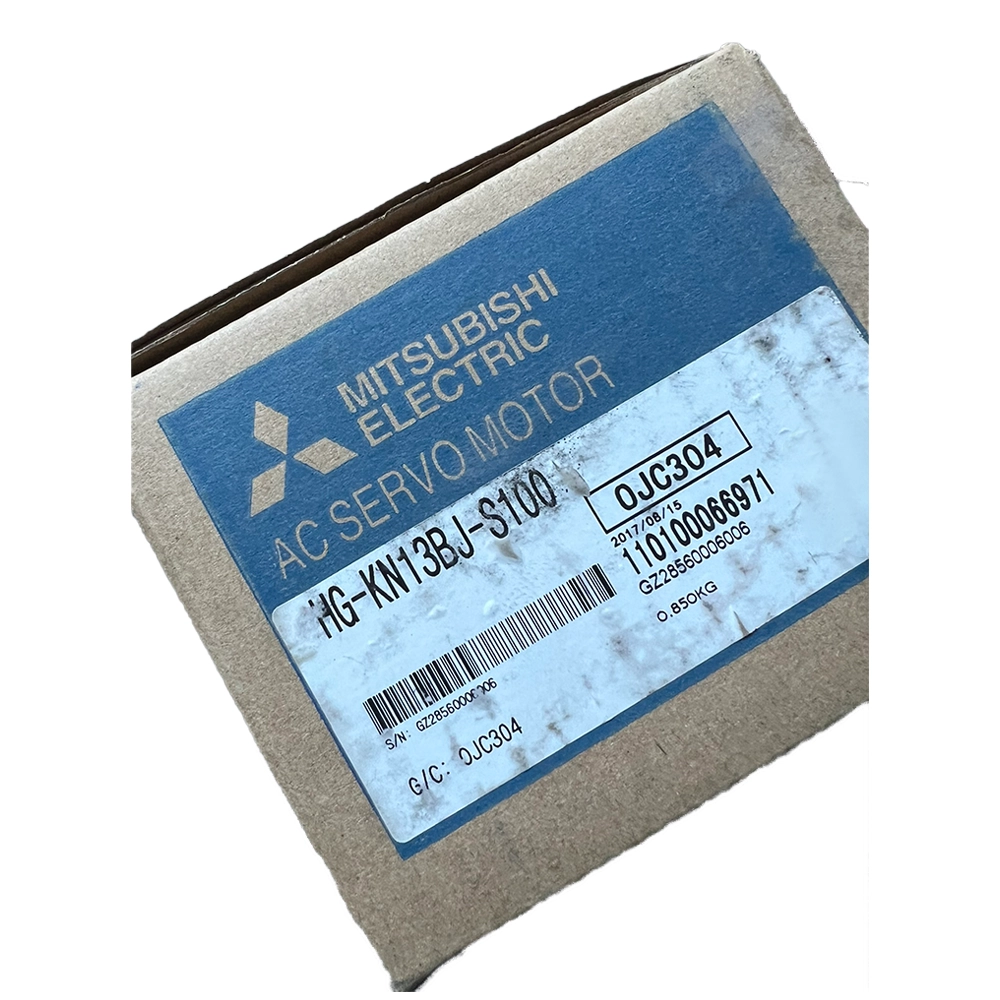 MITSUBISHI
ELECTRIC
AC SERVO MOTOR
HG-KN13BJ-S100
0JC304
2017/08/15
110100066971
GZ28560006006
0.850KG
S/N: GZ28560006006
G/C: 0JC304